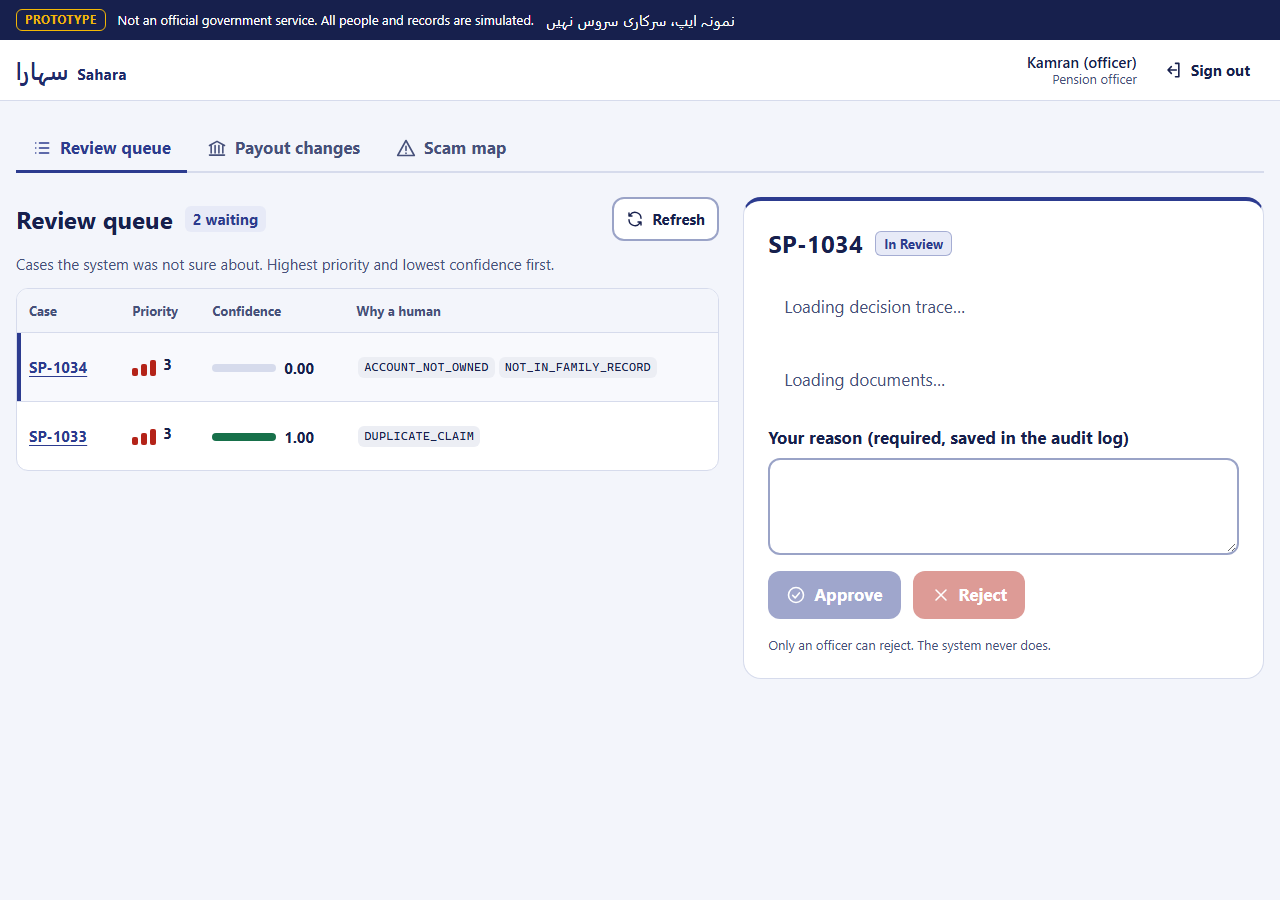 PROTOTYPE Not an official government service. All people and records are simulated. نمونہ ایپ، سرکاری سروس نہیں
سہارا Sahara
Kamran (officer)
Pension officer
Sign out
Review queue Payout changes Scam map
Review queue 2 waiting Refresh
Cases the system was not sure about. Highest priority and lowest confidence first.
Case Priority Confidence Why a human
SP-1034 3 0.00 ACCOUNT_NOT_OWNED NOT_IN_FAMILY_RECORD
SP-1033 3 1.00 DUPLICATE_CLAIM
SP-1034 In Review
Loading decision trace...
Loading documents...
Your reason (required, saved in the audit log)
Approve Reject
Only an officer can reject. The system never does.